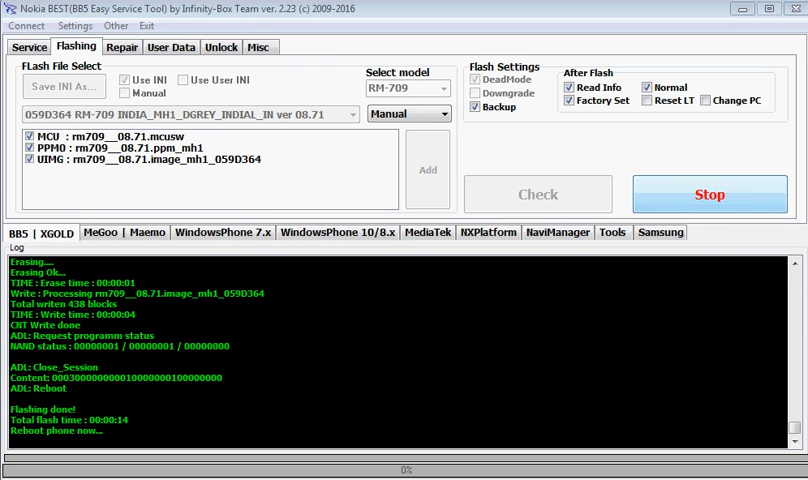 Nokia BEST(BB5 Easy Service Tool) by Infinity-Box Team ver. 2.23 (c) 2009-2016
Connect Settings Other Exit
Service Flashing Repair User Data Unlock Misc
FLash File Select
Save INI As...
Use INI Use User INI
Manual
Select model
RM-709
059D364 RM-709 INDIA_MH1_DGREY_INDIAL_IN ver 08.71
Manual
MCU : rm709__08.71.mcusw
PPM0 : rm709__08.71.ppm_mh1
UIMG : rm709__08.71.image_mh1_059D364
Add
Flash Settings
DeadMode
Downgrade
Backup
After Flash
Read Info Normal
Factory Set Reset LT Change PC
Check Stop
BB5 | XGOLD MeGoo | Maemo WindowsPhone 7.x WindowsPhone 10/8.x MediaTek NXPlatform NaviManager Tools Samsung
Log
Erasing....
Erasing Ok...
TIME : Erase time : 00:00:01
Write : Processing rm709__08.71.image_mh1_059D364
Total writen 438 blocks
TIME : Write time : 00:00:04
CNT Write done
ADL: Request programm status
NAND status : 00000001 / 00000001 / 00000000
ADL: Close_Session
Content: 00030000000010000000100000000
ADL: Reboot
Flashing done!
Total flash time : 00:00:14
Reboot phone now...
0%